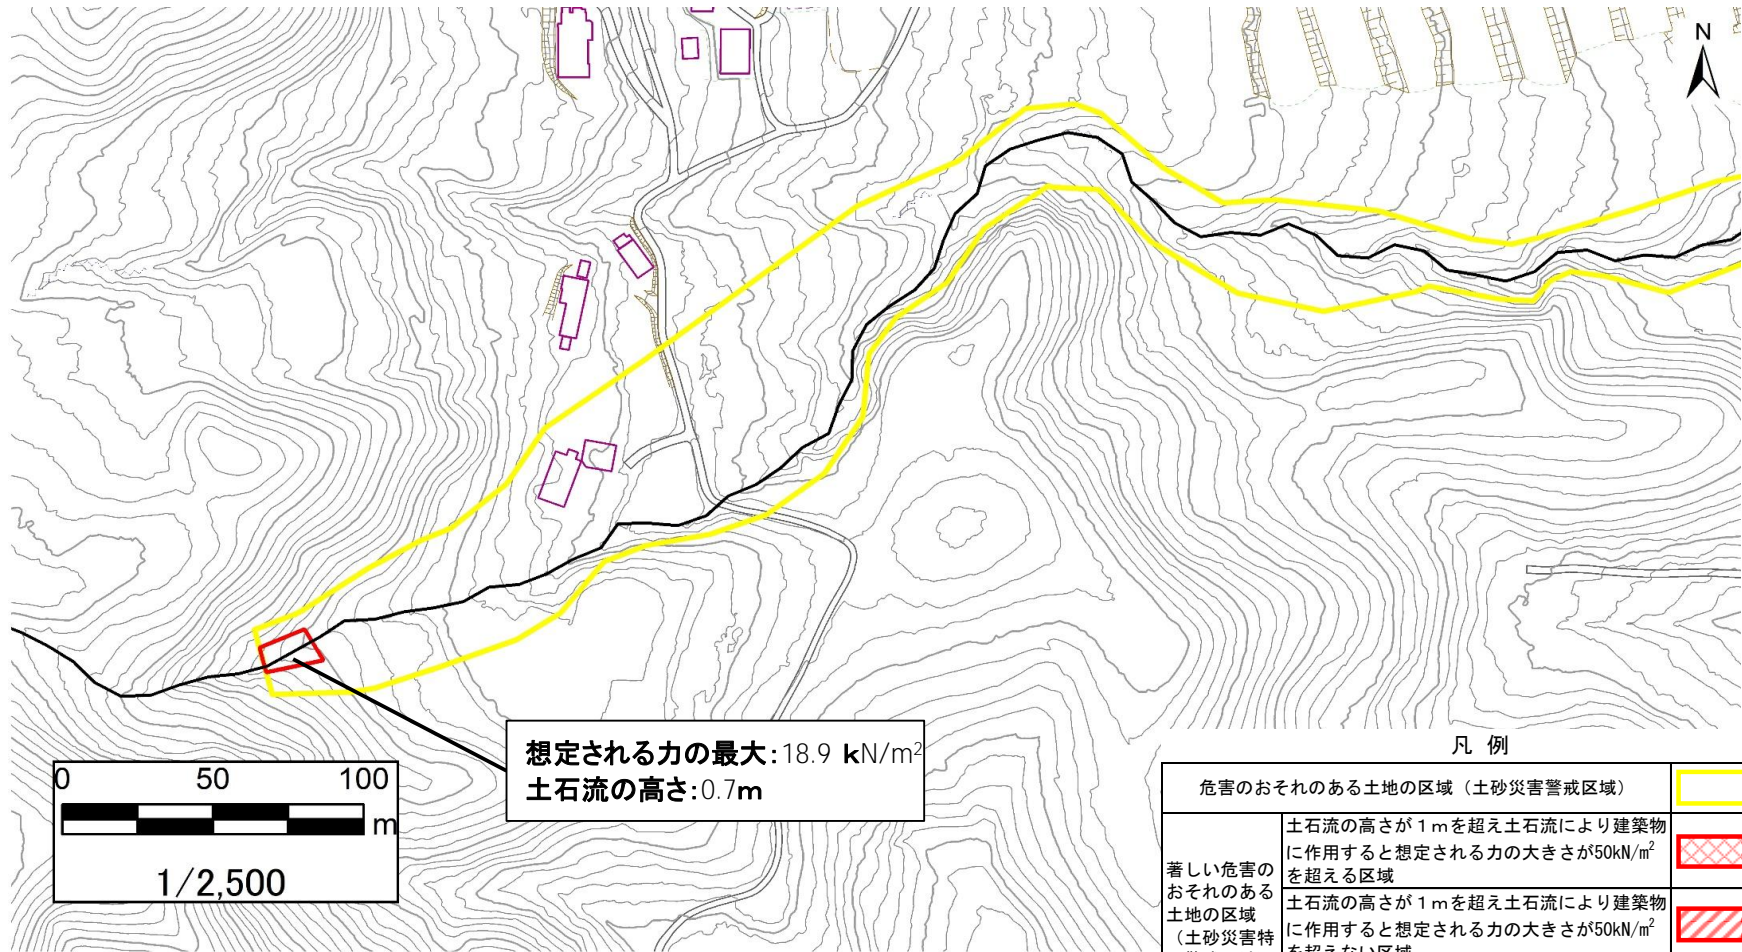 N
想定される力の最大:18.9 kN/m²
土石流の高さ:0.7m
0 50 100
m
1/2,500
凡 例
危害のおそれのある土地の区域（土砂災害警戒区域）
著しい危害の
おそれのある
土地の区域
（土砂災害特
土石流の高さが１ｍを超え土石流により建築物
に作用すると想定される力の大きさが50kN/m²
を超える区域
土石流の高さが１ｍを超え土石流により建築物
に作用すると想定される力の大きさが50kN/m²
を超えない区域